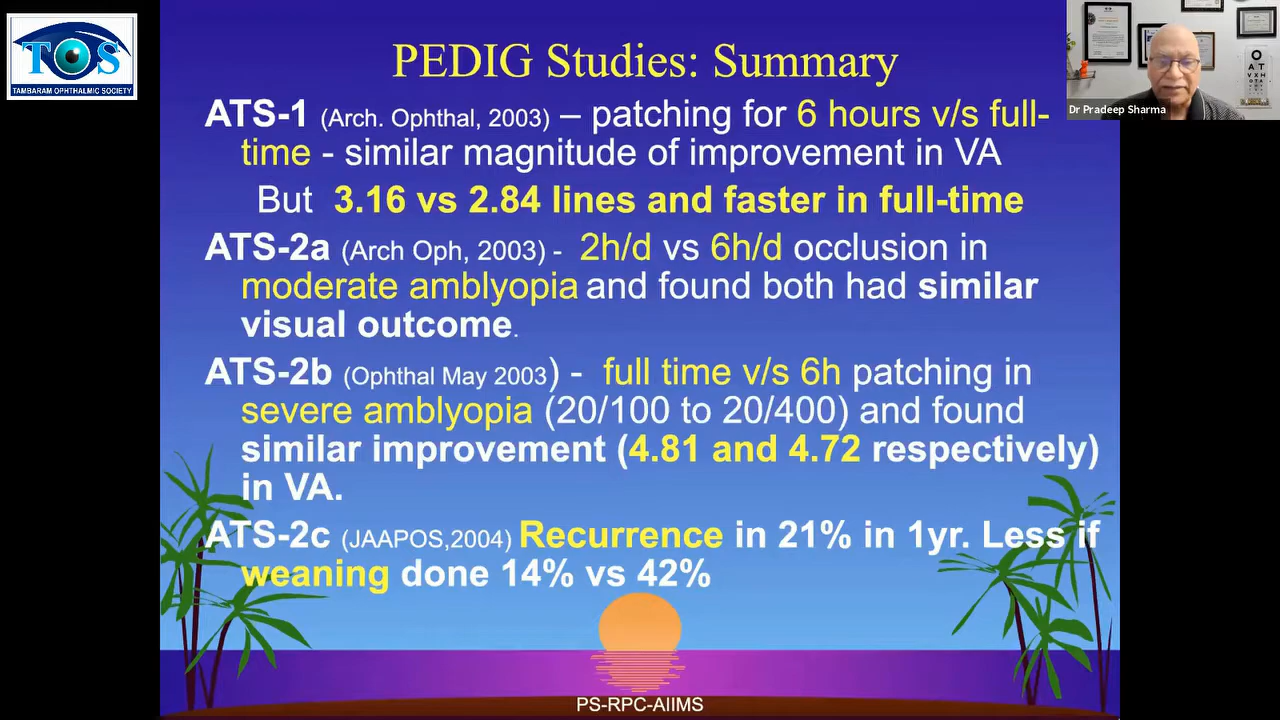 TOS
TAMBARAM OPHTHALMIC SOCIETY
PEDIG Studies: Summary
ATS-1 (Arch. Ophthal, 2003) – patching for 6 hours v/s full-
time - similar magnitude of improvement in VA
But 3.16 vs 2.84 lines and faster in full-time
ATS-2a (Arch Oph, 2003) - 2h/d vs 6h/d occlusion in
moderate amblyopia and found both had similar
visual outcome.
ATS-2b (Ophthal May 2003) - full time v/s 6h patching in
severe amblyopia (20/100 to 20/400) and found
similar improvement (4.81 and 4.72 respectively)
in VA.
ATS-2c (JAAPOS,2004) Recurrence in 21% in 1yr. Less if
weaning done 14% vs 42%
PS-RPC-AIIMS
Dr Pradeep Sharma
O
A T